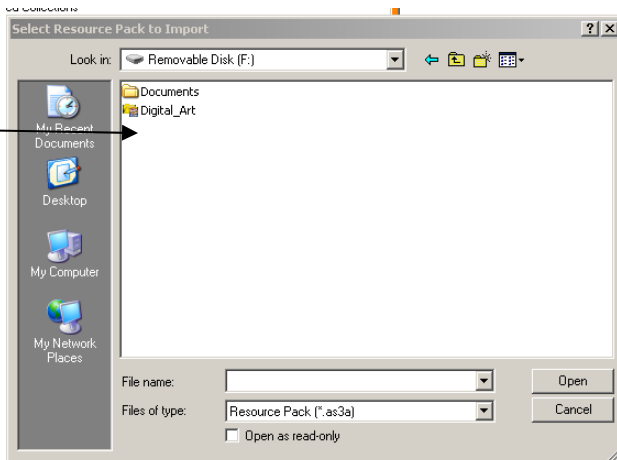 Select Resource Pack to Import
Look in: Removable Disk (F:)
Documents
Digital_Art
My Recent
Documents
Desktop
My Computer
My Network
Places
File name:
Open
Files of type: Resource Pack (*.as3a)
Cancel
Open as read-only